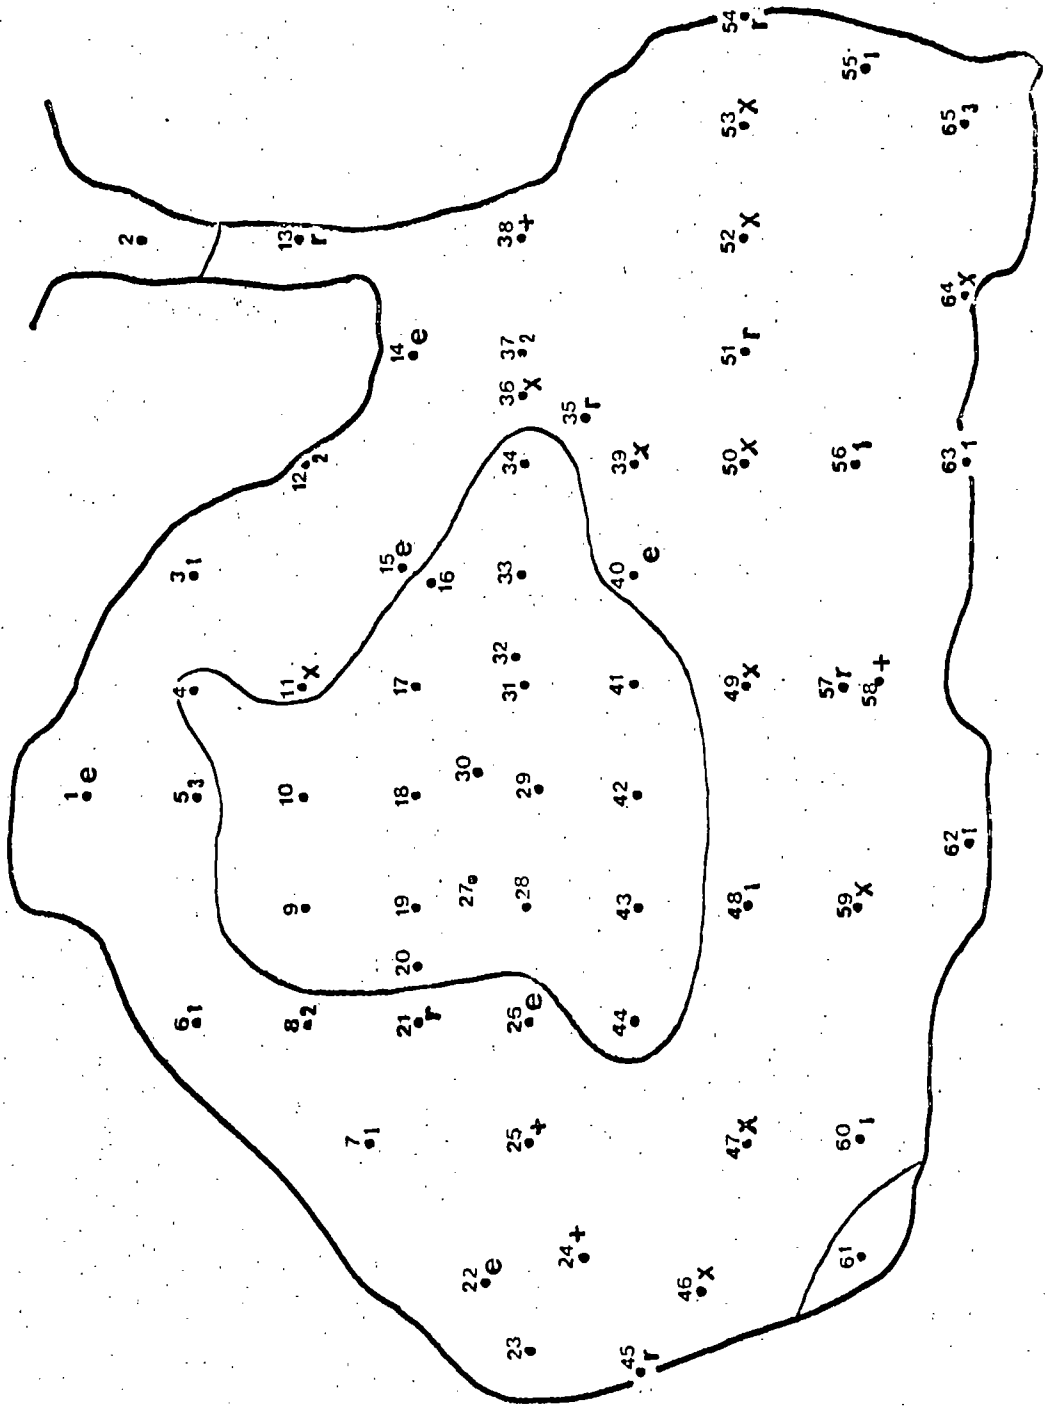 1 e
2
3 1
4
5 3
6 1
7 1
8 2
9
10
11 x
12 2
13 r
14 e
15 e
16
17
18
19
20
21 r
22 e
23
24 +
25 +
26 e
27
28
29
30
31
32
33
34
35 r
36 x
37 2
38 +
39 x
40 e
41
42
43
44
45 r
46 x
47 x
48 1
49 x
50 x
51 r
52 x
53 x
54 r
55 1
56 1
57 r
58 +
59 x
60 1
61
62 1
63 1
64 x
65 3